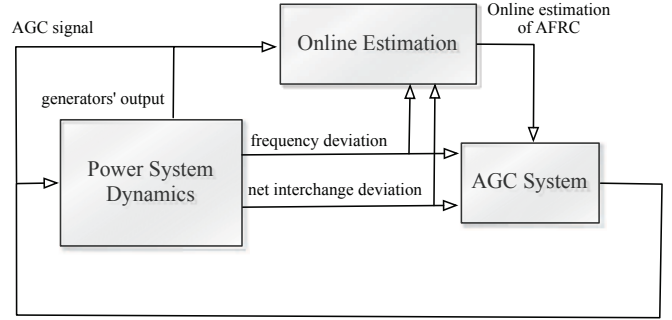 AGC signal
Online Estimation
Online estimation
of AFRC
generators' output
Power System
Dynamics
frequency deviation
net interchange deviation
AGC System